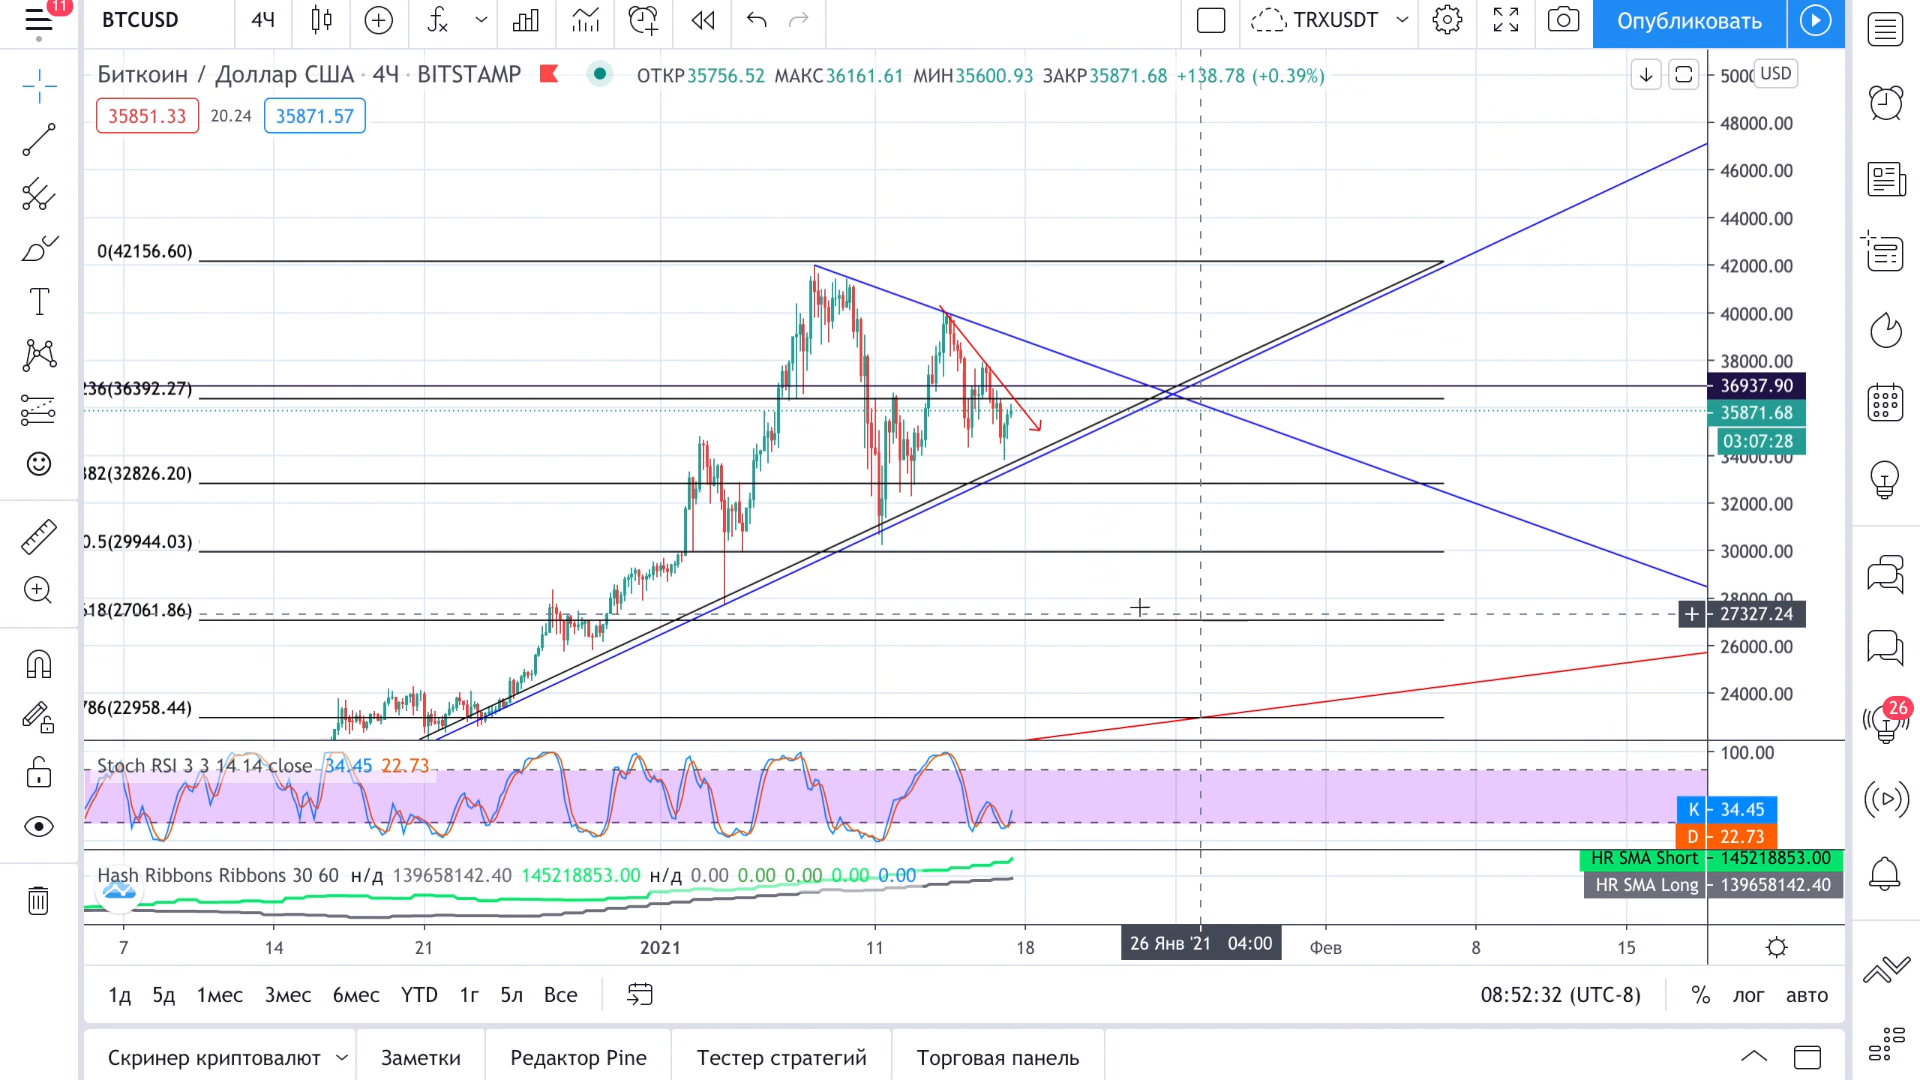 11
BTCUSD 4Ч TRXUSDT Опубликовать
Биткоин / Доллар США · 4Ч · BITSTAMP ОТКР35756.52 МАКС36161.61 МИН35600.93 ЗАКР35871.68 +138.78 (+0.39%)
35851.33 20.24 35871.57
USD
48000.00
46000.00
44000.00
0(42156.60)
42000.00
40000.00
38000.00
36937.90
236(36392.27)
35871.68
03:07:28
34000.00
382(32826.20)
32000.00
0.5(29944.03)
30000.00
28000.00
618(27061.86)
27327.24
26000.00
24000.00
786(22958.44)
26
Stoch RSI 3 3 14 14 close 34.45 22.73
100.00
K 34.45
D 22.73
HR SMA Short 145218853.00
Hash Ribbons Ribbons 30 60 н/д 139658142.40 145218853.00 н/д 0.00 0.00 0.00 0.00 0.00
HR SMA Long 139658142.40
7 14 21 2021 11 18 26 Янв '21 04:00 Фев 8 15
1д 5д 1мес 3мес 6мес YTD 1г 5л Все 08:52:32 (UTC-8) % лог авто
Скринер криптовалют Заметки Редактор Pine Тестер стратегий Торговая панель